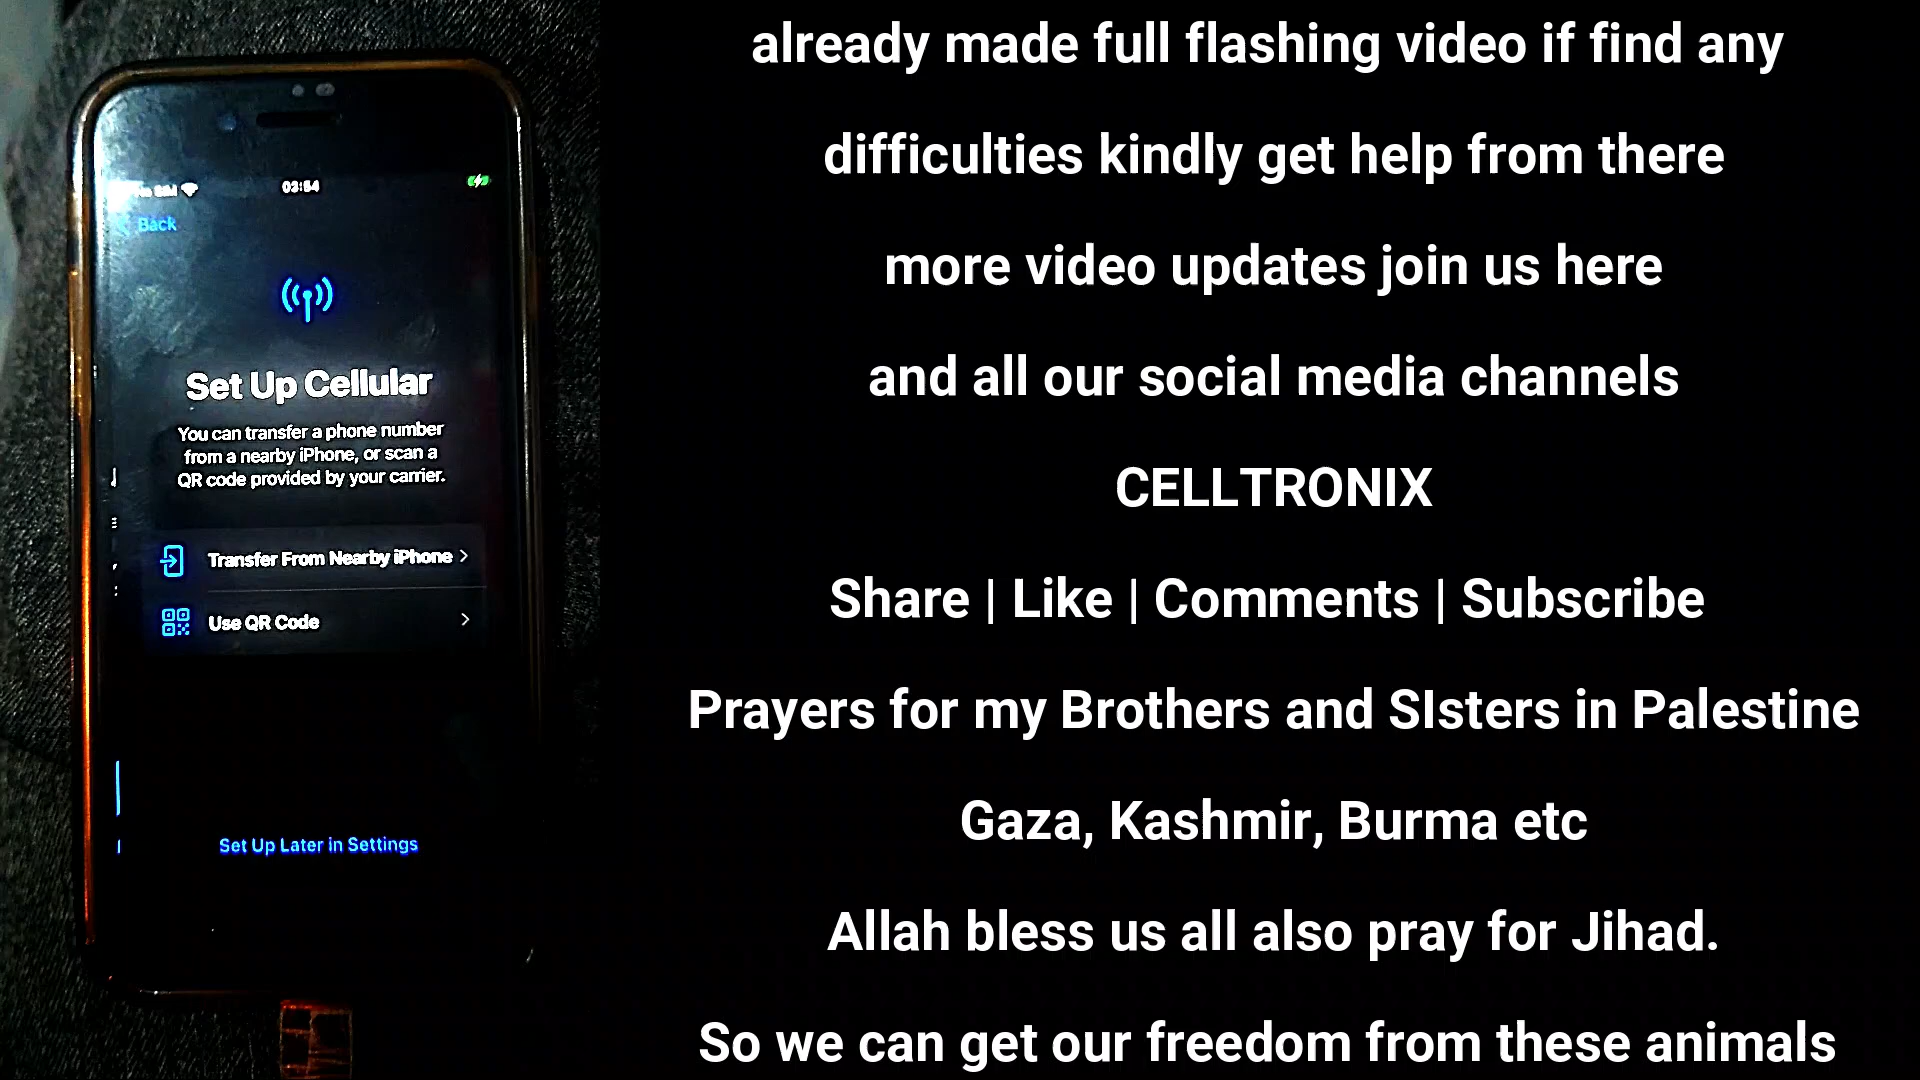 No SIM
03:54
Back
Set Up Cellular
You can transfer a phone number
from a nearby iPhone, or scan a
QR code provided by your carrier.
Transfer From Nearby iPhone
Use QR Code
Set Up Later in Settings
already made full flashing video if find any
difficulties kindly get help from there
more video updates join us here
and all our social media channels
CELLTRONIX
Share | Like | Comments | Subscribe
Prayers for my Brothers and SIsters in Palestine
Gaza, Kashmir, Burma etc
Allah bless us all also pray for Jihad.
So we can get our freedom from these animals